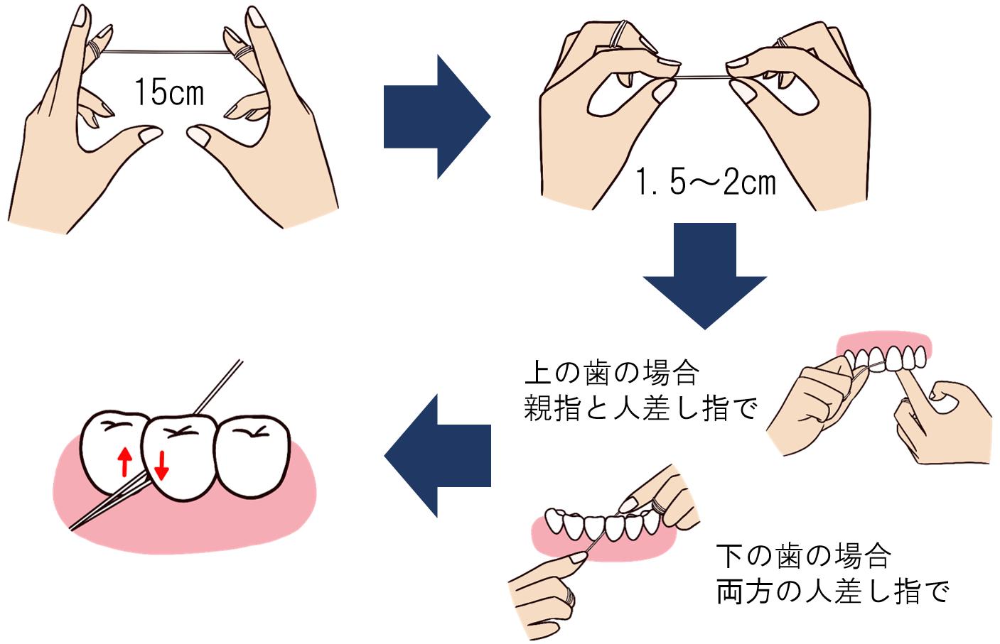 15cm
1.5～2cm
上の歯の場合
親指と人差し指で
下の歯の場合
両方の人差し指で